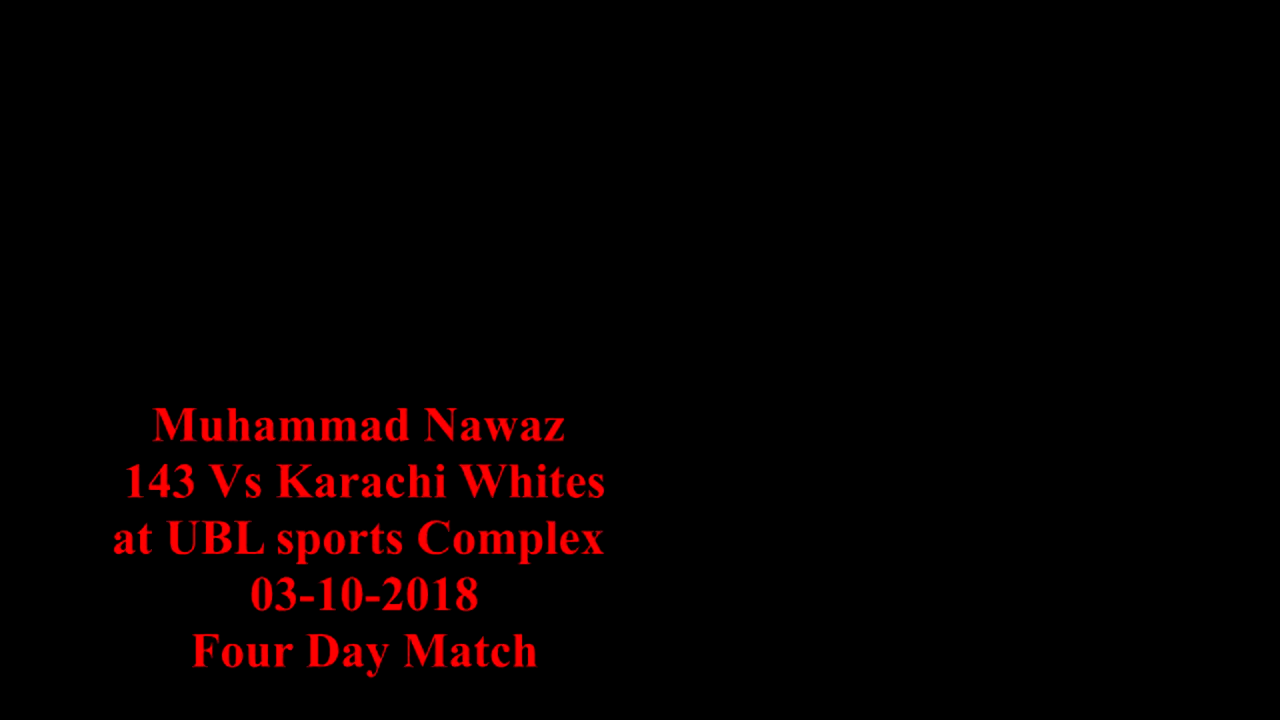 Muhammad Nawaz
143 Vs Karachi Whites
at UBL sports Complex
03-10-2018
Four Day Match